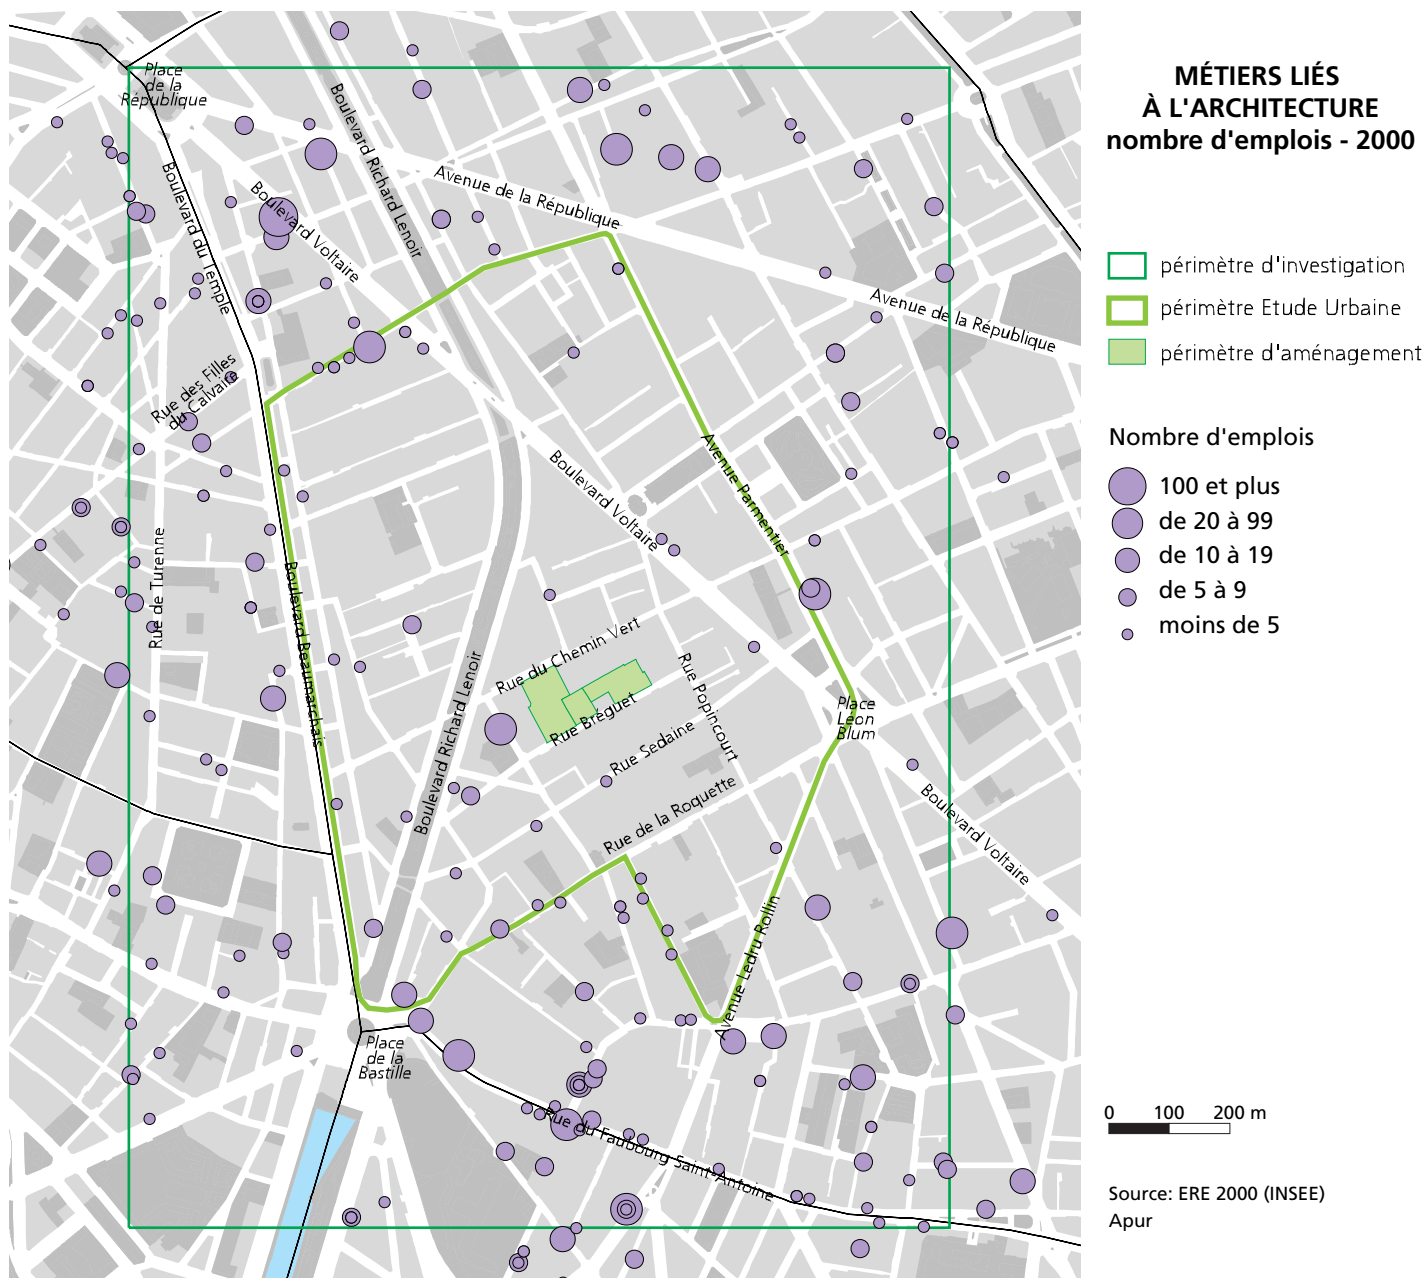 Place
de la
République
Boulevard du Temple
Boulevard Richard Lenoir
Boulevard Voltaire
Avenue de la République
Avenue de la République
Rue des Filles
du Calvaire
Rue de Turenne
Boulevard Beaumarchais
Boulevard Voltaire
Avenue Parmentier
Rue du Chemin Vert
Rue Bréguet
Rue Popincourt
Rue Sedaine
Rue de la Roquette
Boulevard Richard Lenoir
Place
Léon
Blum
Boulevard Voltaire
Avenue Ledru Rollin
Place
de la
Bastille
Rue du Faubourg Saint-Antoine
MÉTIERS LIÉS
À L'ARCHITECTURE
nombre d'emplois - 2000
périmètre d'investigation
périmètre Etude Urbaine
périmètre d'aménagement
Nombre d'emplois
100 et plus
de 20 à 99
de 10 à 19
de 5 à 9
moins de 5
0 100 200 m
Source: ERE 2000 (INSEE)
Apur